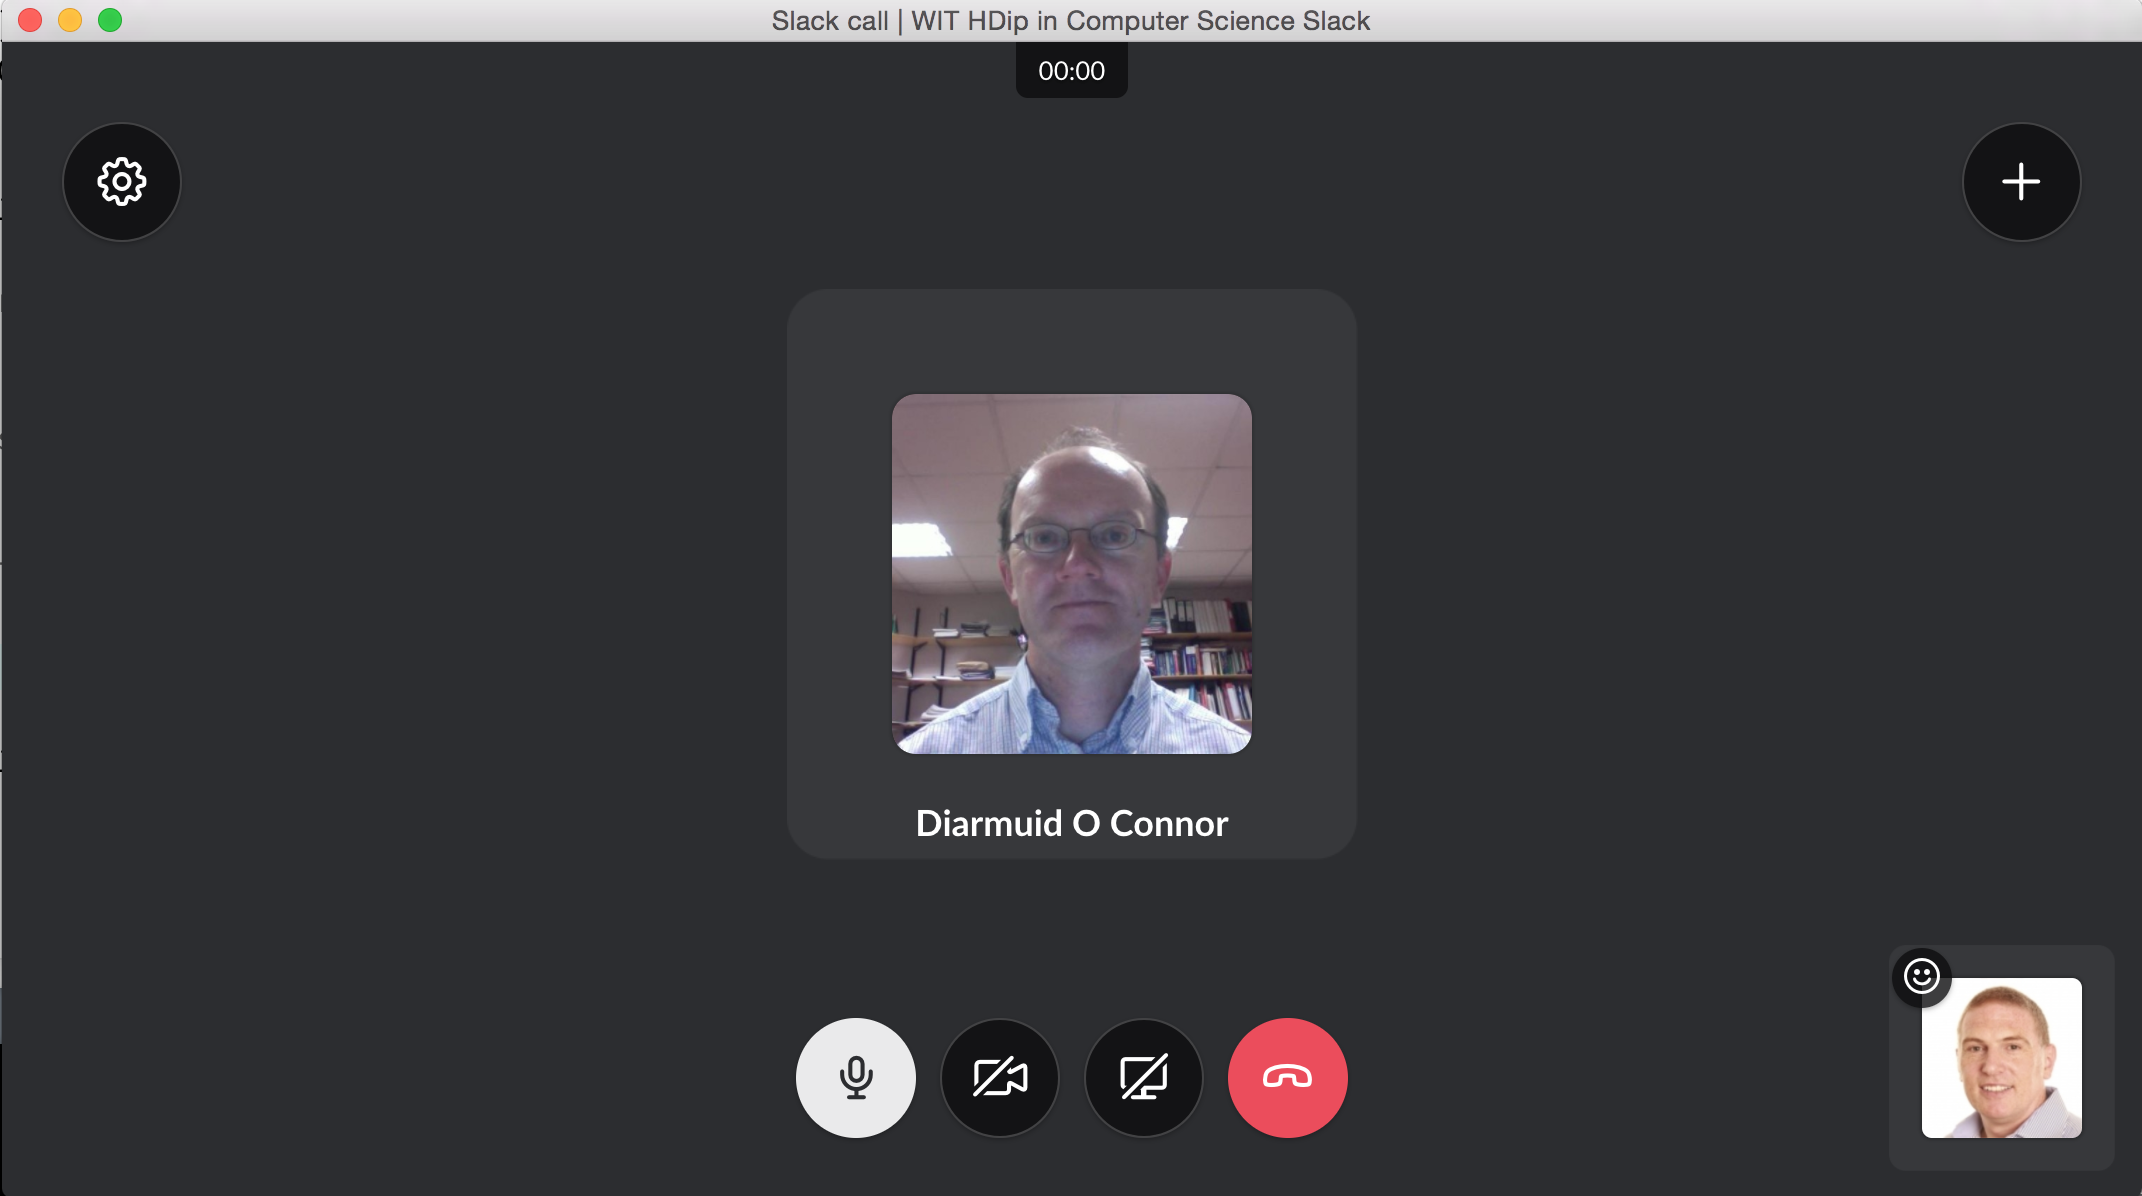 Slack call | WIT HDip in Computer Science Slack
00:00
Diarmuid O Connor